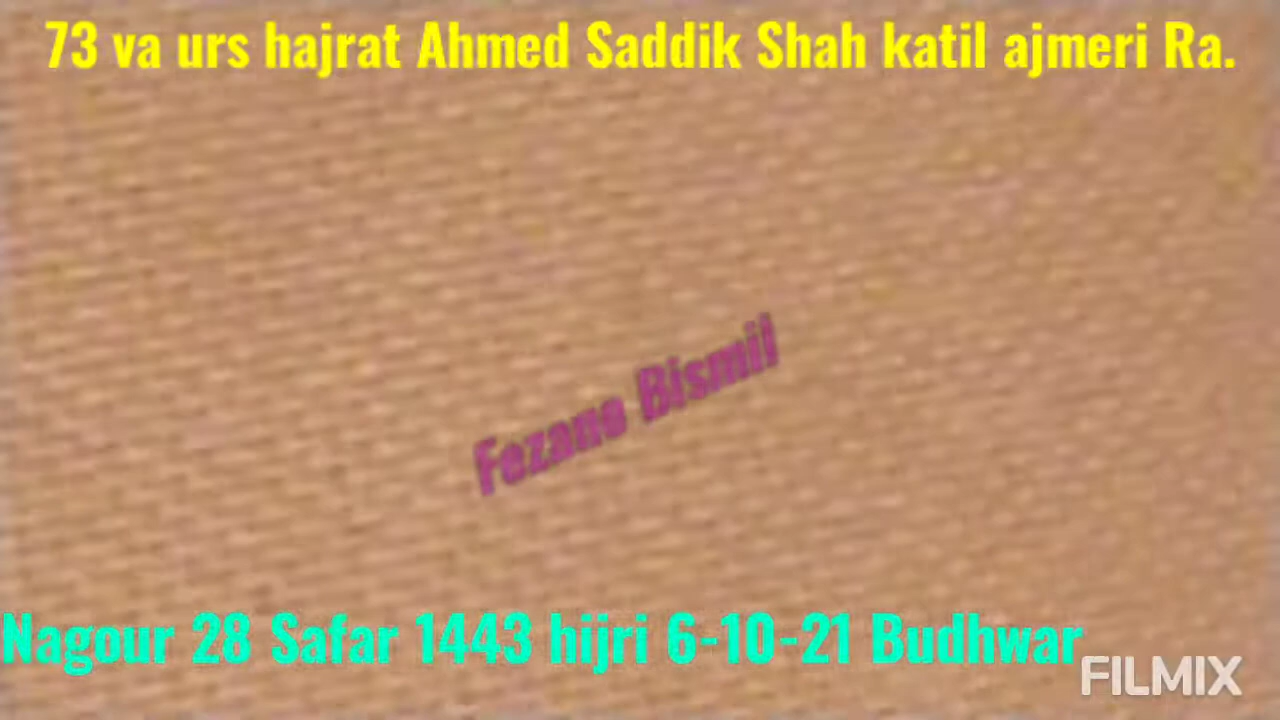 73 va urs hajrat Ahmed Saddik Shah katil ajmeri Ra.
Fezane Bismil
Nagour 28 Safar 1443 hijri 6-10-21 Budhwar
FILMIX